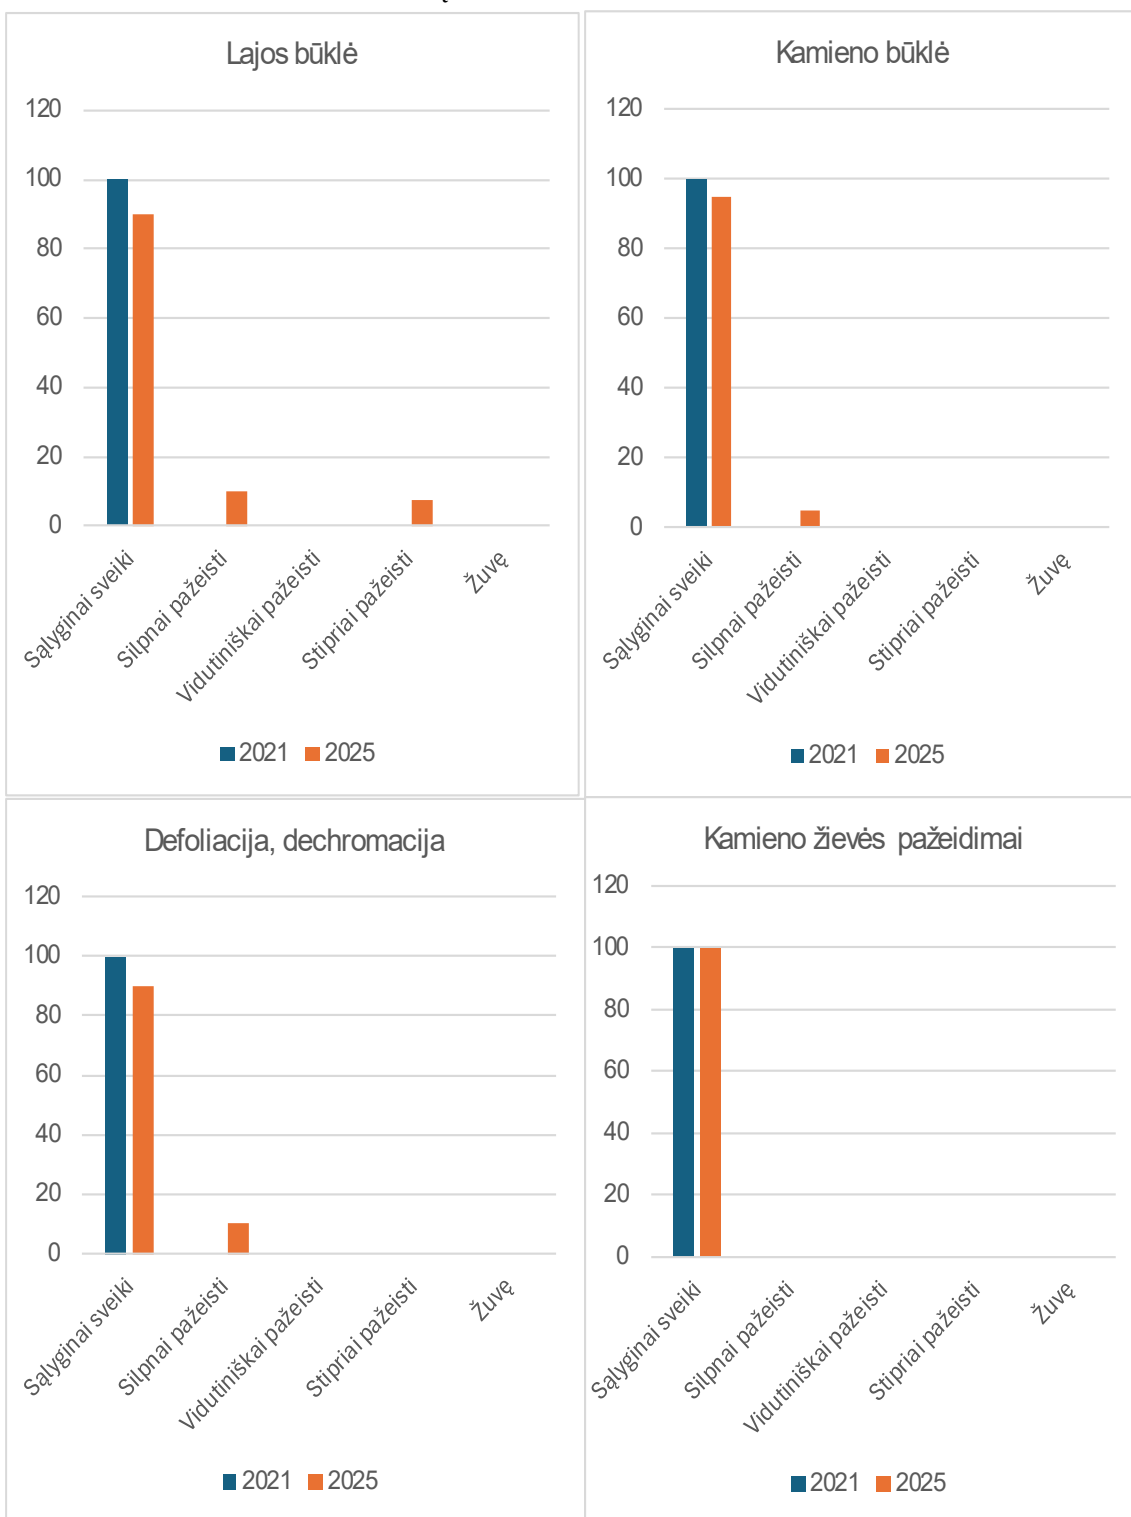 Lajos būklė
120
100
80
60
40
20
0
Sąlyginai sveiki
Silpnai pažeisti
Vidutiniškai pažeisti
Stipriai pažeisti
Žuvę
2021 2025
Kamieno būklė
120
100
80
60
40
20
0
Sąlyginai sveiki
Silpnai pažeisti
Vidutiniškai pažeisti
Stipriai pažeisti
Žuvę
2021 2025
Defoliacija, dechromacija
120
100
80
60
40
20
0
Sąlyginai sveiki
Silpnai pažeisti
Vidutiniškai pažeisti
Stipriai pažeisti
Žuvę
2021 2025
Kamieno žievės pažeidimai
120
100
80
60
40
20
0
Sąlyginai sveiki
Silpnai pažeisti
Vidutiniškai pažeisti
Stipriai pažeisti
Žuvę
2021 2025